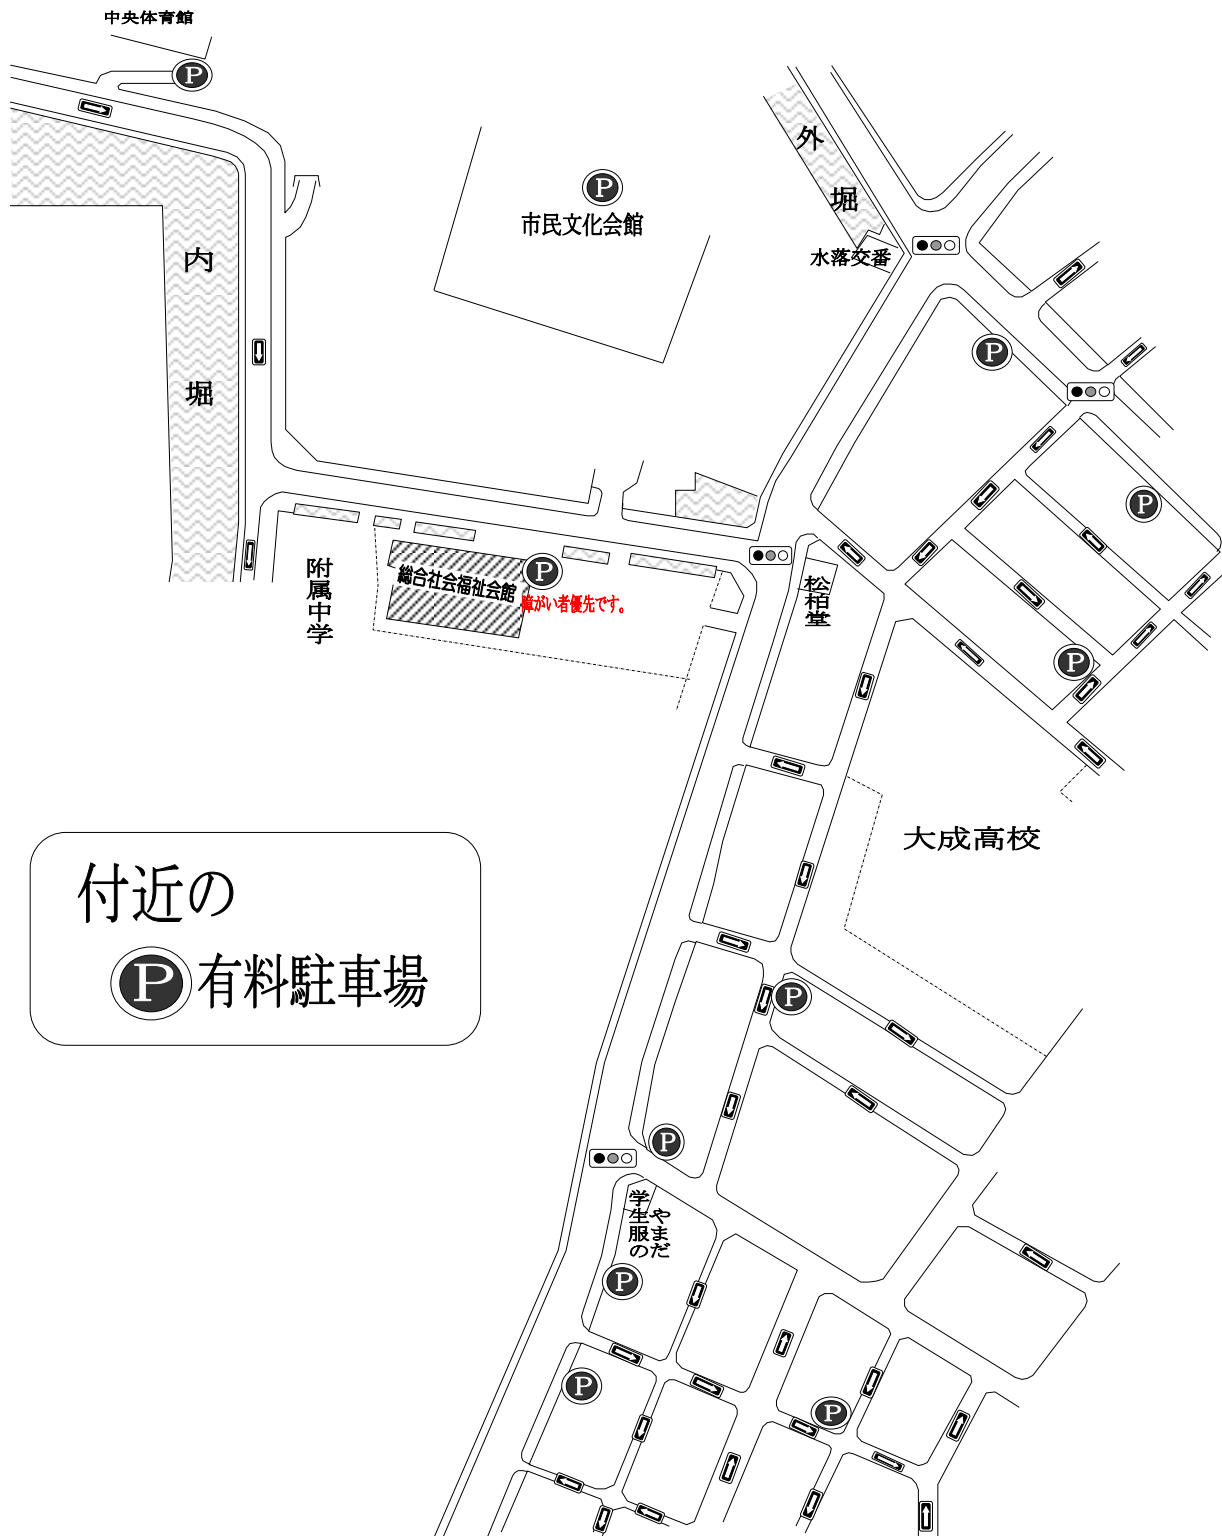 中央体育館
P
外堀
P
市民文化会館
水落交番
内堀
P
P
附属中学
総合社会福祉会館
P
障がい者優先です。
松柏堂
P
大成高校
付近の
P有料駐車場
P
P
学生服の
やまだ
P
P
P